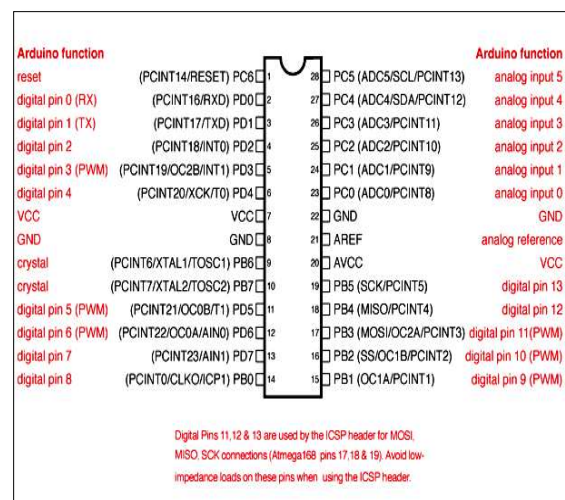 Arduino function Arduino function
reset (PCINT14/RESET) PC6 1 28 PC5 (ADC5/SCL/PCINT13) analog input 5
digital pin 0 (RX) (PCINT16/RXD) PD0 2 27 PC4 (ADC4/SDA/PCINT12) analog input 4
digital pin 1 (TX) (PCINT17/TXD) PD1 3 26 PC3 (ADC3/PCINT11) analog input 3
digital pin 2 (PCINT18/INT0) PD2 4 25 PC2 (ADC2/PCINT10) analog input 2
digital pin 3 (PWM) (PCINT19/OC2B/INT1) PD3 5 24 PC1 (ADC1/PCINT9) analog input 1
digital pin 4 (PCINT20/XCK/T0) PD4 6 23 PC0 (ADC0/PCINT8) analog input 0
VCC VCC 7 22 GND GND
GND GND 8 21 AREF analog reference
crystal (PCINT6/XTAL1/TOSC1) PB6 9 20 AVCC VCC
crystal (PCINT7/XTAL2/TOSC2) PB7 10 19 PB5 (SCK/PCINT5) digital pin 13
digital pin 5 (PWM) (PCINT21/OC0B/T1) PD5 11 18 PB4 (MISO/PCINT4) digital pin 12
digital pin 6 (PWM) (PCINT22/OC0A/AIN0) PD6 12 17 PB3 (MOSI/OC2A/PCINT3) digital pin 11(PWM)
digital pin 7 (PCINT23/AIN1) PD7 13 16 PB2 (SS/OC1B/PCINT2) digital pin 10 (PWM)
digital pin 8 (PCINT0/CLKO/ICP1) PB0 14 15 PB1 (OC1A/PCINT1) digital pin 9 (PWM)
Digital Pins 11,12 & 13 are used by the ICSP header for MOSI,
MISO, SCK connections (Atmega168 pins 17,18 & 19). Avoid low-
impedance loads on these pins when using the ICSP header.